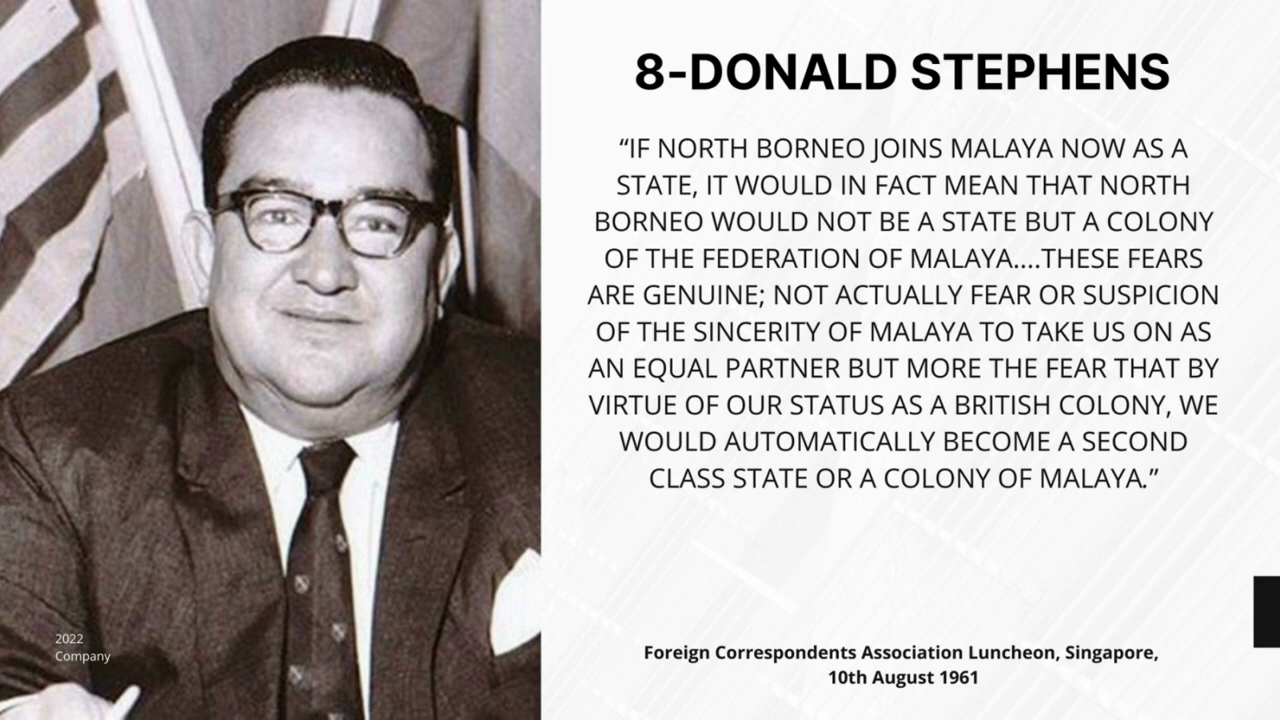 8-DONALD STEPHENS
“IF NORTH BORNEO JOINS MALAYA NOW AS A
STATE, IT WOULD IN FACT MEAN THAT NORTH
BORNEO WOULD NOT BE A STATE BUT A COLONY
OF THE FEDERATION OF MALAYA....THESE FEARS
ARE GENUINE; NOT ACTUALLY FEAR OR SUSPICION
OF THE SINCERITY OF MALAYA TO TAKE US ON AS
AN EQUAL PARTNER BUT MORE THE FEAR THAT BY
VIRTUE OF OUR STATUS AS A BRITISH COLONY, WE
WOULD AUTOMATICALLY BECOME A SECOND
CLASS STATE OR A COLONY OF MALAYA.”
Foreign Correspondents Association Luncheon, Singapore,
10th August 1961
2022
Company